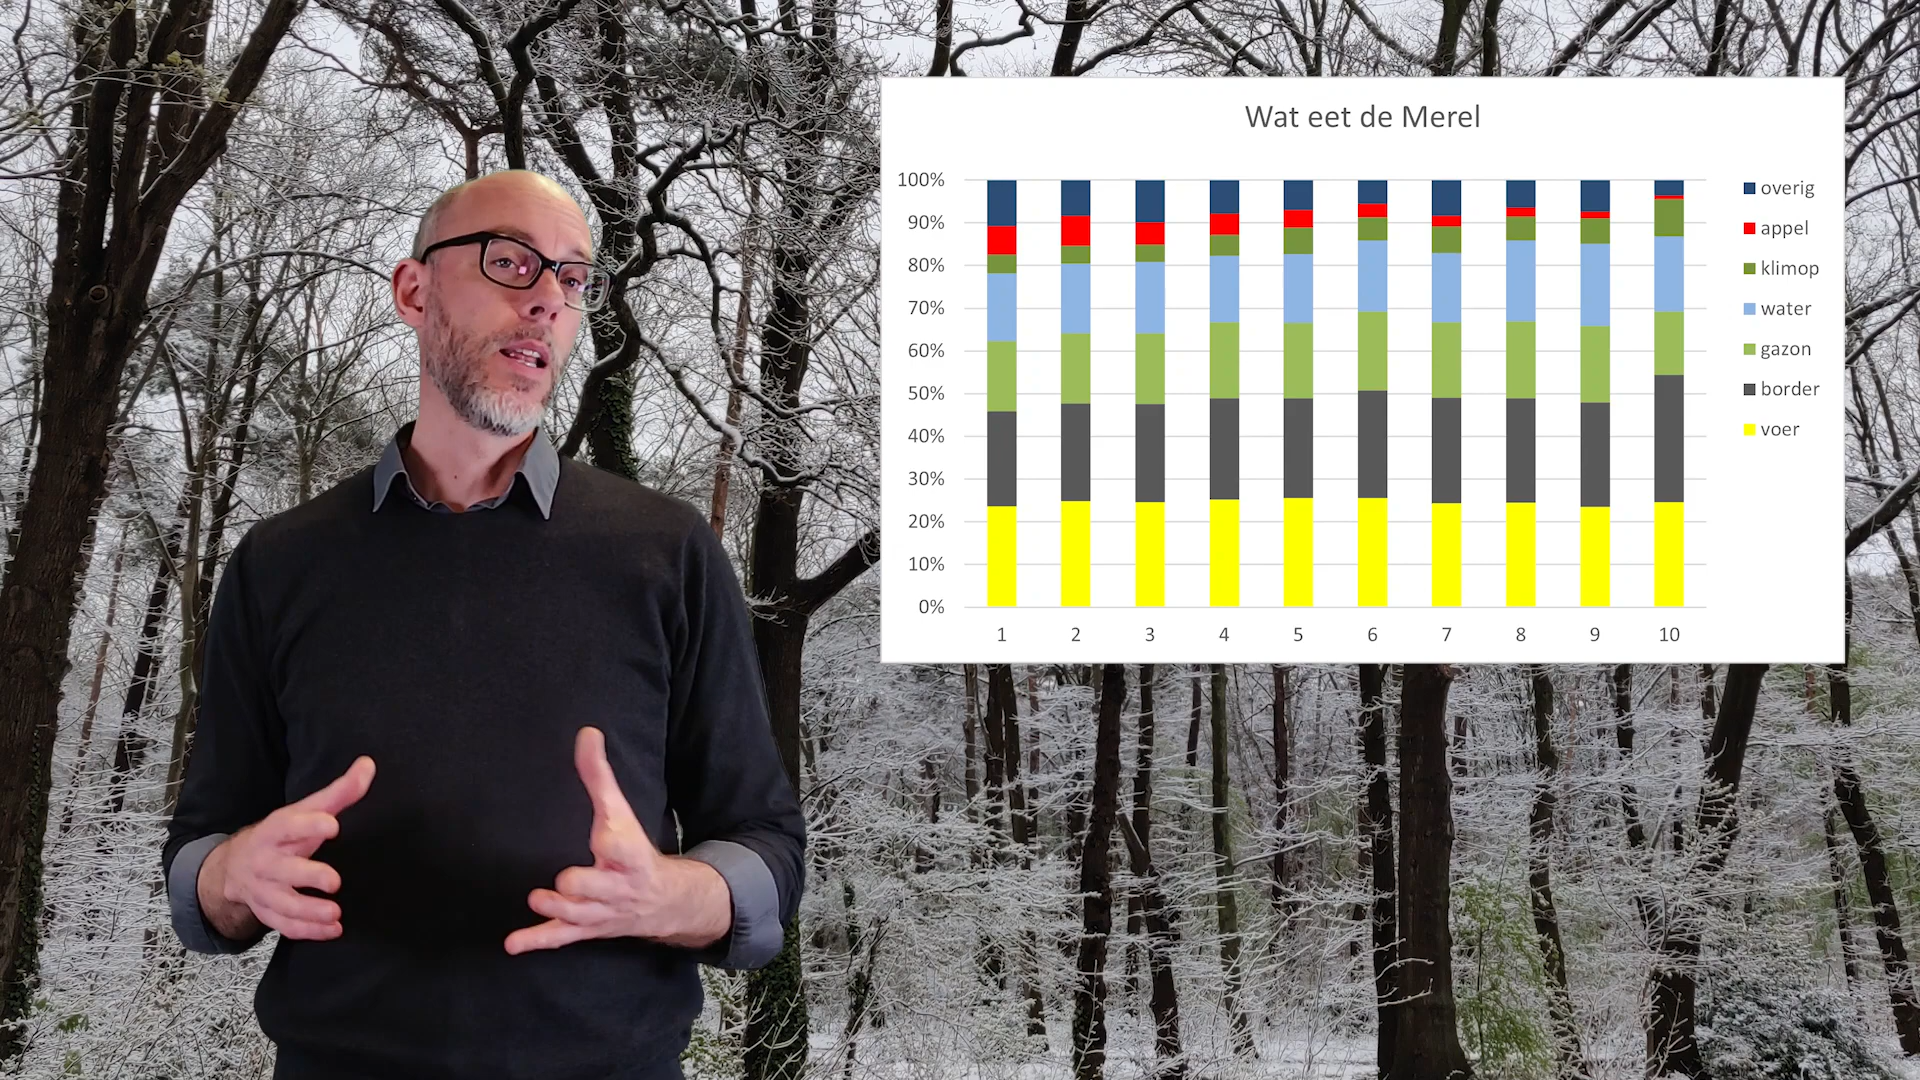 Wat eet de Merel
100%
90%
80%
70%
60%
50%
40%
30%
20%
10%
0%
1 2 3 4 5 6 7 8 9 10
overig
appel
klimop
water
gazon
border
voer